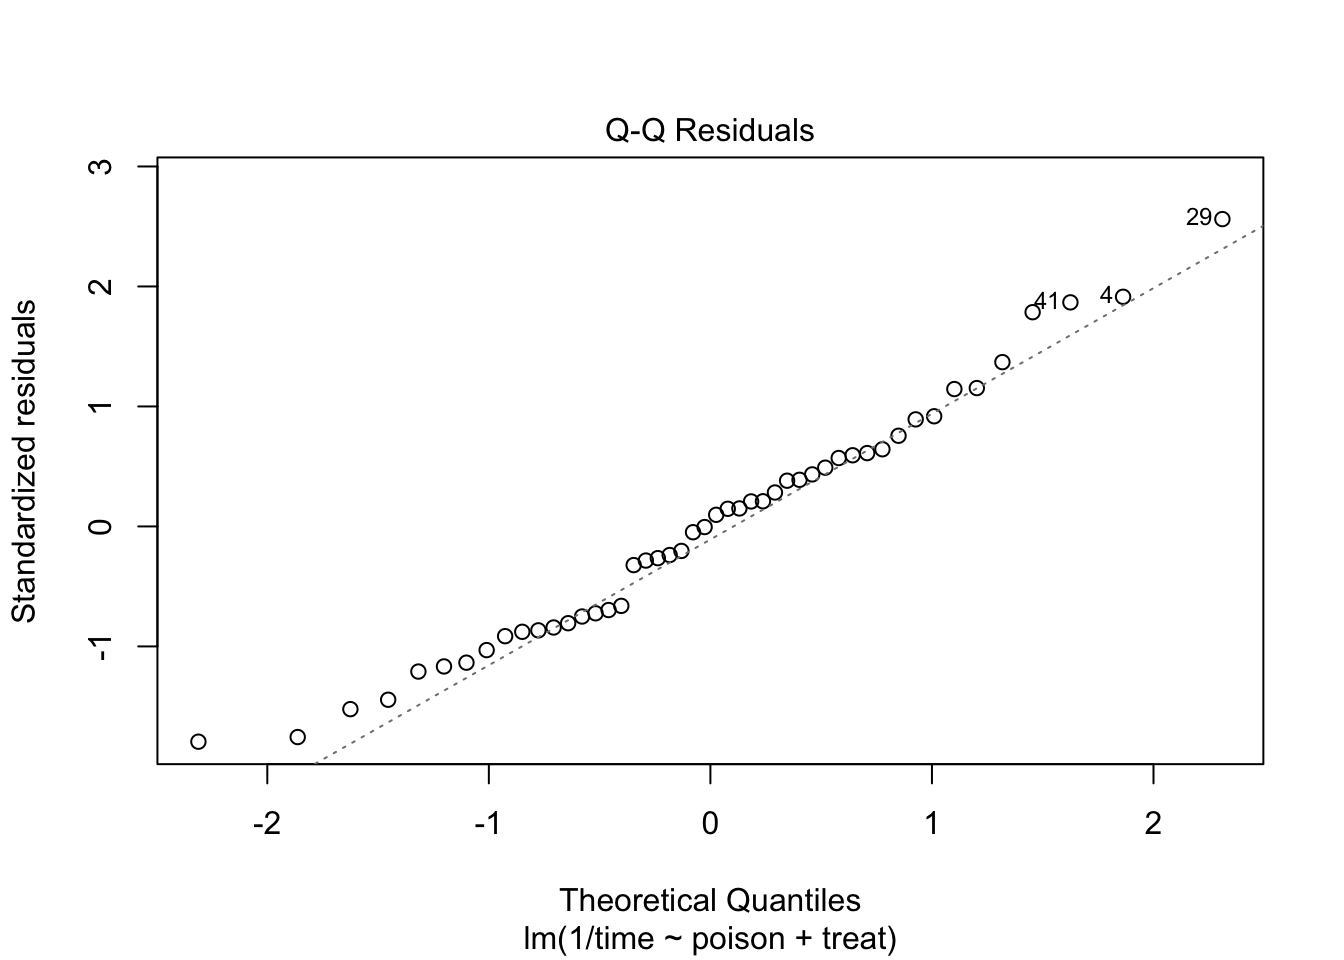 Q-Q Residuals
Standardized residuals
3
2
1
0
-1
29
41
4
-2 -1 0 1 2
Theoretical Quantiles
lm(1/time ~ poison + treat)